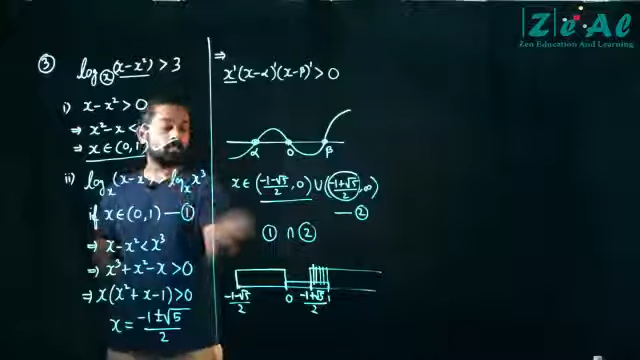 ZeAl
Zen Education And Learning
③ log_x (x-x²) > 3
i) x-x² > 0
⇒ x²-x <
⇒ x ∈ (0,1)
ii) log_x (x-x²) > log_x x³
if x ∈ (0,1) — ①
⇒ x-x² < x³
⇒ x³+x²-x > 0
⇒ x(x²+x-1) > 0
x = (-1±√5)/2
⇒
x¹(x-α)¹(x-β)¹ > 0
α 0 β
x ∈ ((-1-√5)/2, 0) ∪ ((-1+√5)/2, ∞)
— ②
① ∩ ②
(-1-√5)/2 0 (-1+√5)/2 1